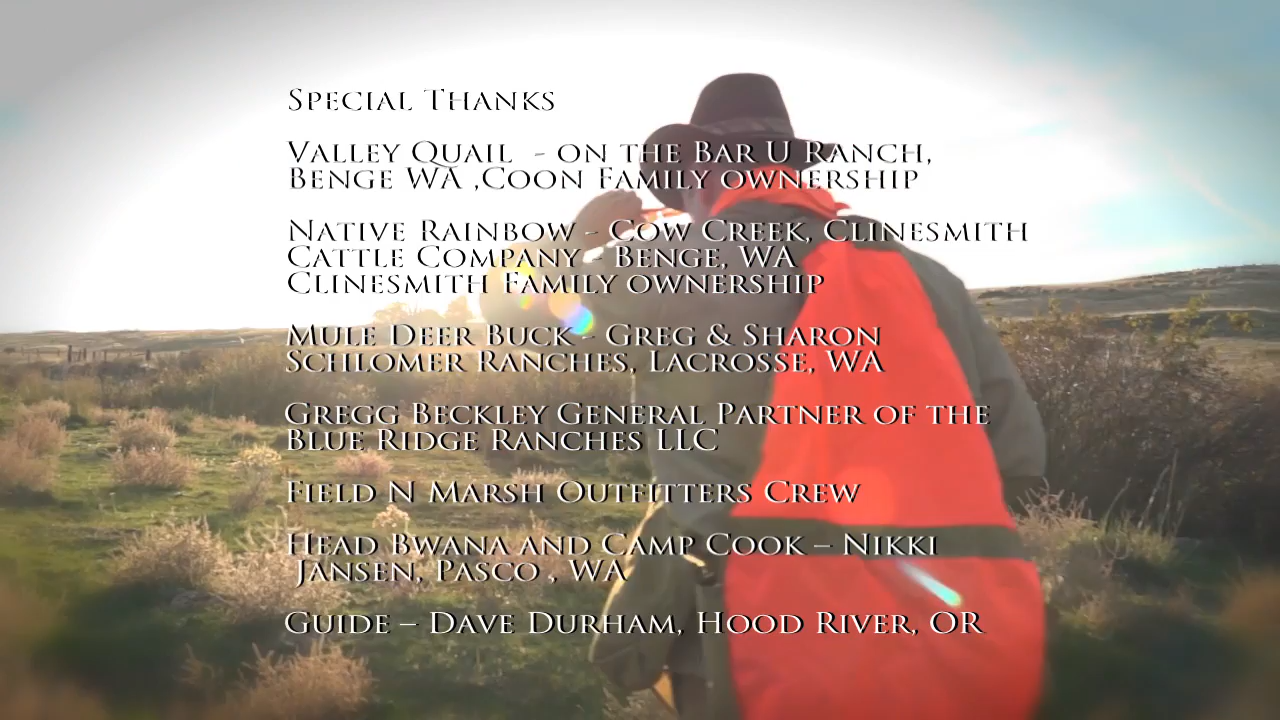 Special Thanks
Valley Quail - on the Bar U Ranch,
Benge WA ,Coon Family ownership
Native Rainbow - Cow Creek, Clinesmith
Cattle Company - Benge, WA
Clinesmith Family ownership
Mule Deer Buck - Greg & Sharon
Schlomer Ranches, Lacrosse, WA
Gregg Beckley General Partner of the
Blue Ridge Ranches LLC
Field N Marsh Outfitters Crew
Head Bwana and Camp Cook – Nikki
Jansen, Pasco , WA
Guide – Dave Durham, Hood River, OR